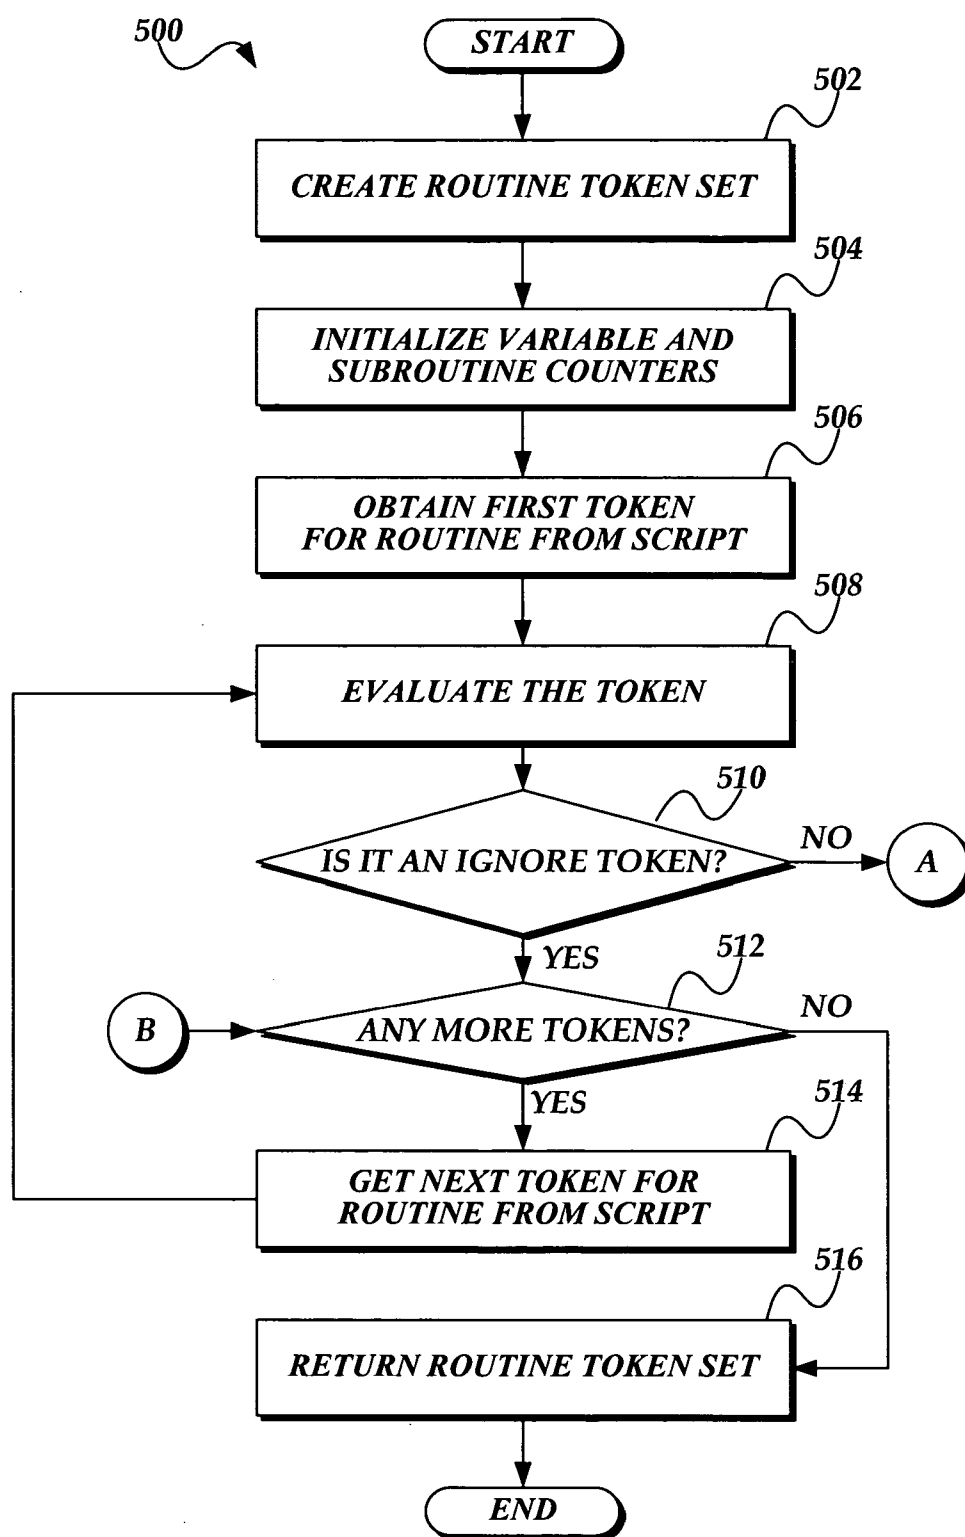 500
START
502
CREATE ROUTINE TOKEN SET
504
INITIALIZE VARIABLE AND
SUBROUTINE COUNTERS
506
OBTAIN FIRST TOKEN
FOR ROUTINE FROM SCRIPT
508
EVALUATE THE TOKEN
510
IS IT AN IGNORE TOKEN?
NO
A
YES
512
B
ANY MORE TOKENS?
NO
YES
514
GET NEXT TOKEN FOR
ROUTINE FROM SCRIPT
516
RETURN ROUTINE TOKEN SET
END